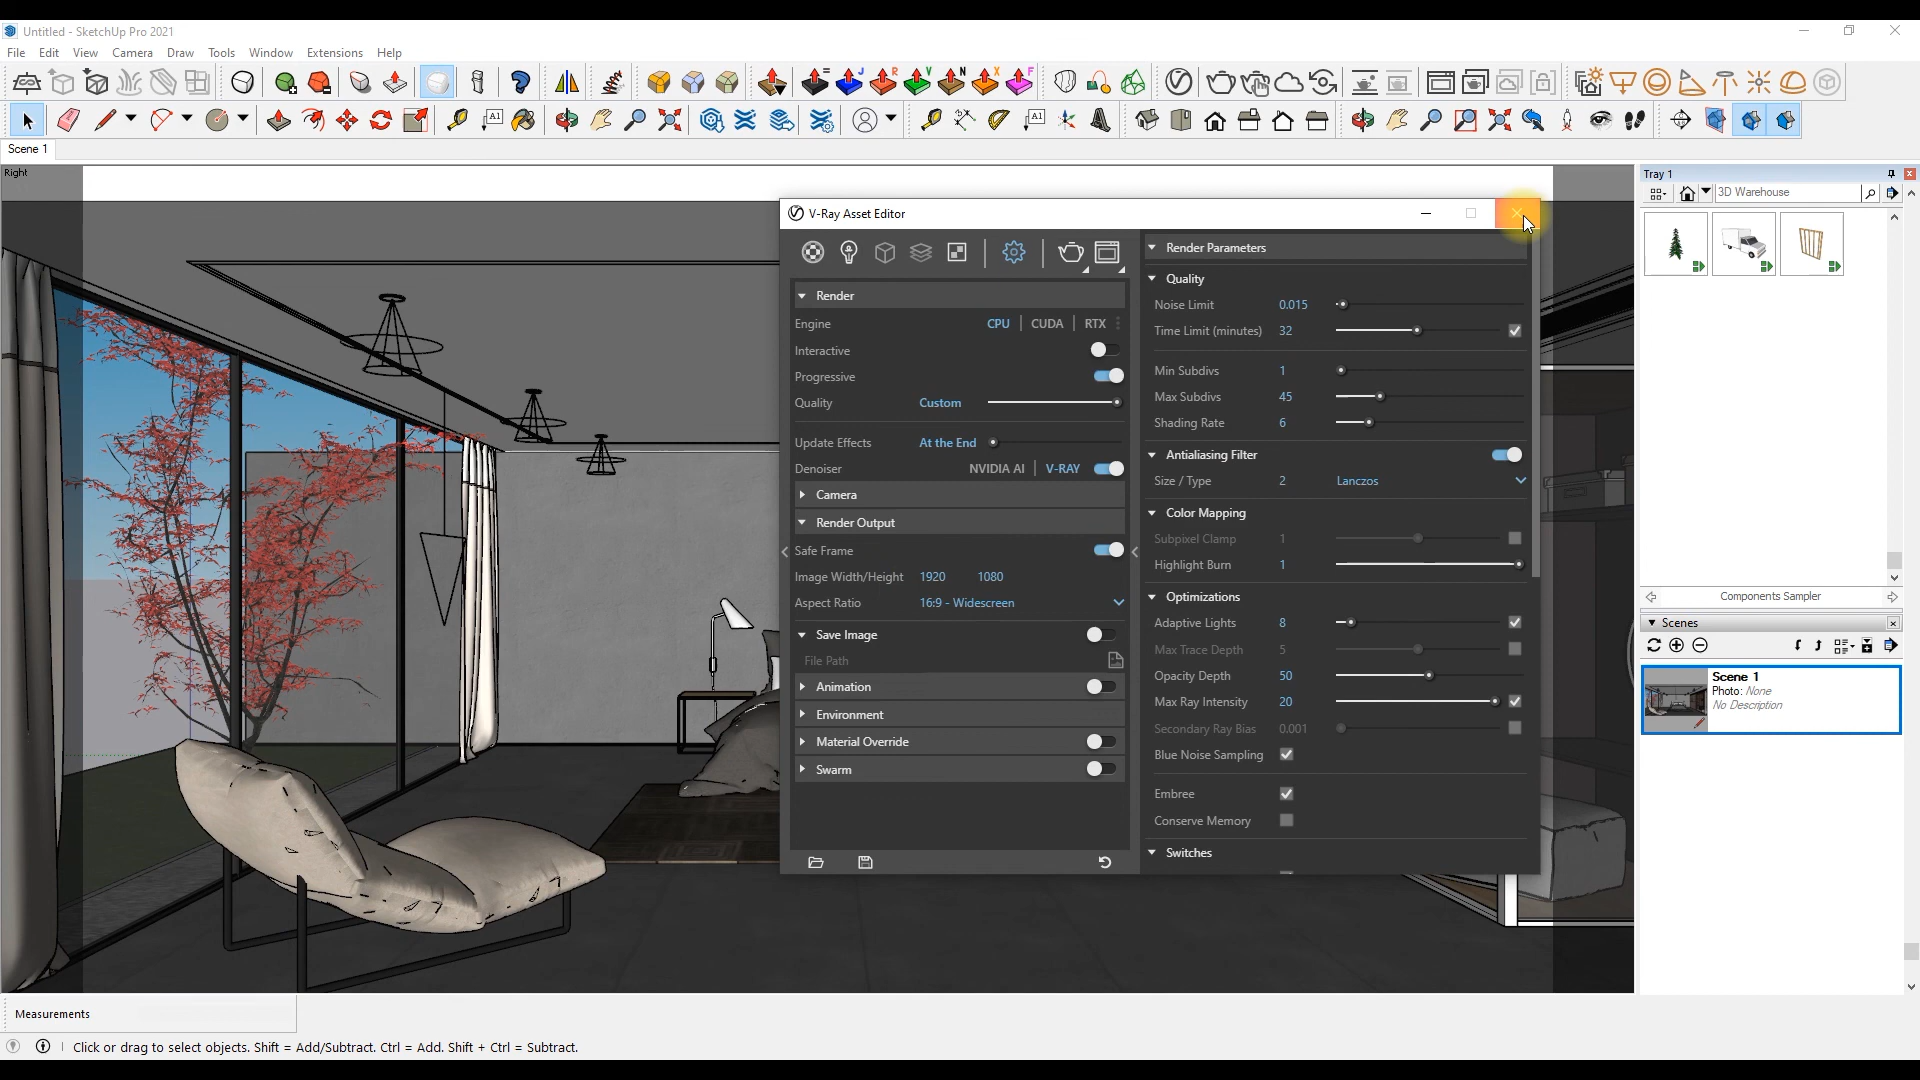 Untitled - SketchUp Pro 2021
File Edit View Camera Draw Tools Window Extensions Help
Scene 1
Right
Tray 1
3D Warehouse
Components Sampler
Scenes
Scene 1
Photo: None
No Description
V-Ray Asset Editor
Render
Engine CPU CUDA RTX
Interactive
Progressive
Quality Custom
Update Effects At the End
Denoiser NVIDIA AI V-RAY
Camera
Render Output
Safe Frame
Image Width/Height 1920 1080
Aspect Ratio 16:9 - Widescreen
Save Image
File Path
Animation
Environment
Material Override
Swarm
Render Parameters
Quality
Noise Limit 0.015
Time Limit (minutes) 32
Min Subdivs 1
Max Subdivs 45
Shading Rate 6
Antialiasing Filter
Size / Type 2 Lanczos
Color Mapping
Subpixel Clamp 1
Highlight Burn 1
Optimizations
Adaptive Lights 8
Max Trace Depth 5
Opacity Depth 50
Max Ray Intensity 20
Secondary Ray Bias 0.001
Blue Noise Sampling
Embree
Conserve Memory
Switches
Measurements
Click or drag to select objects. Shift = Add/Subtract. Ctrl = Add. Shift + Ctrl = Subtract.